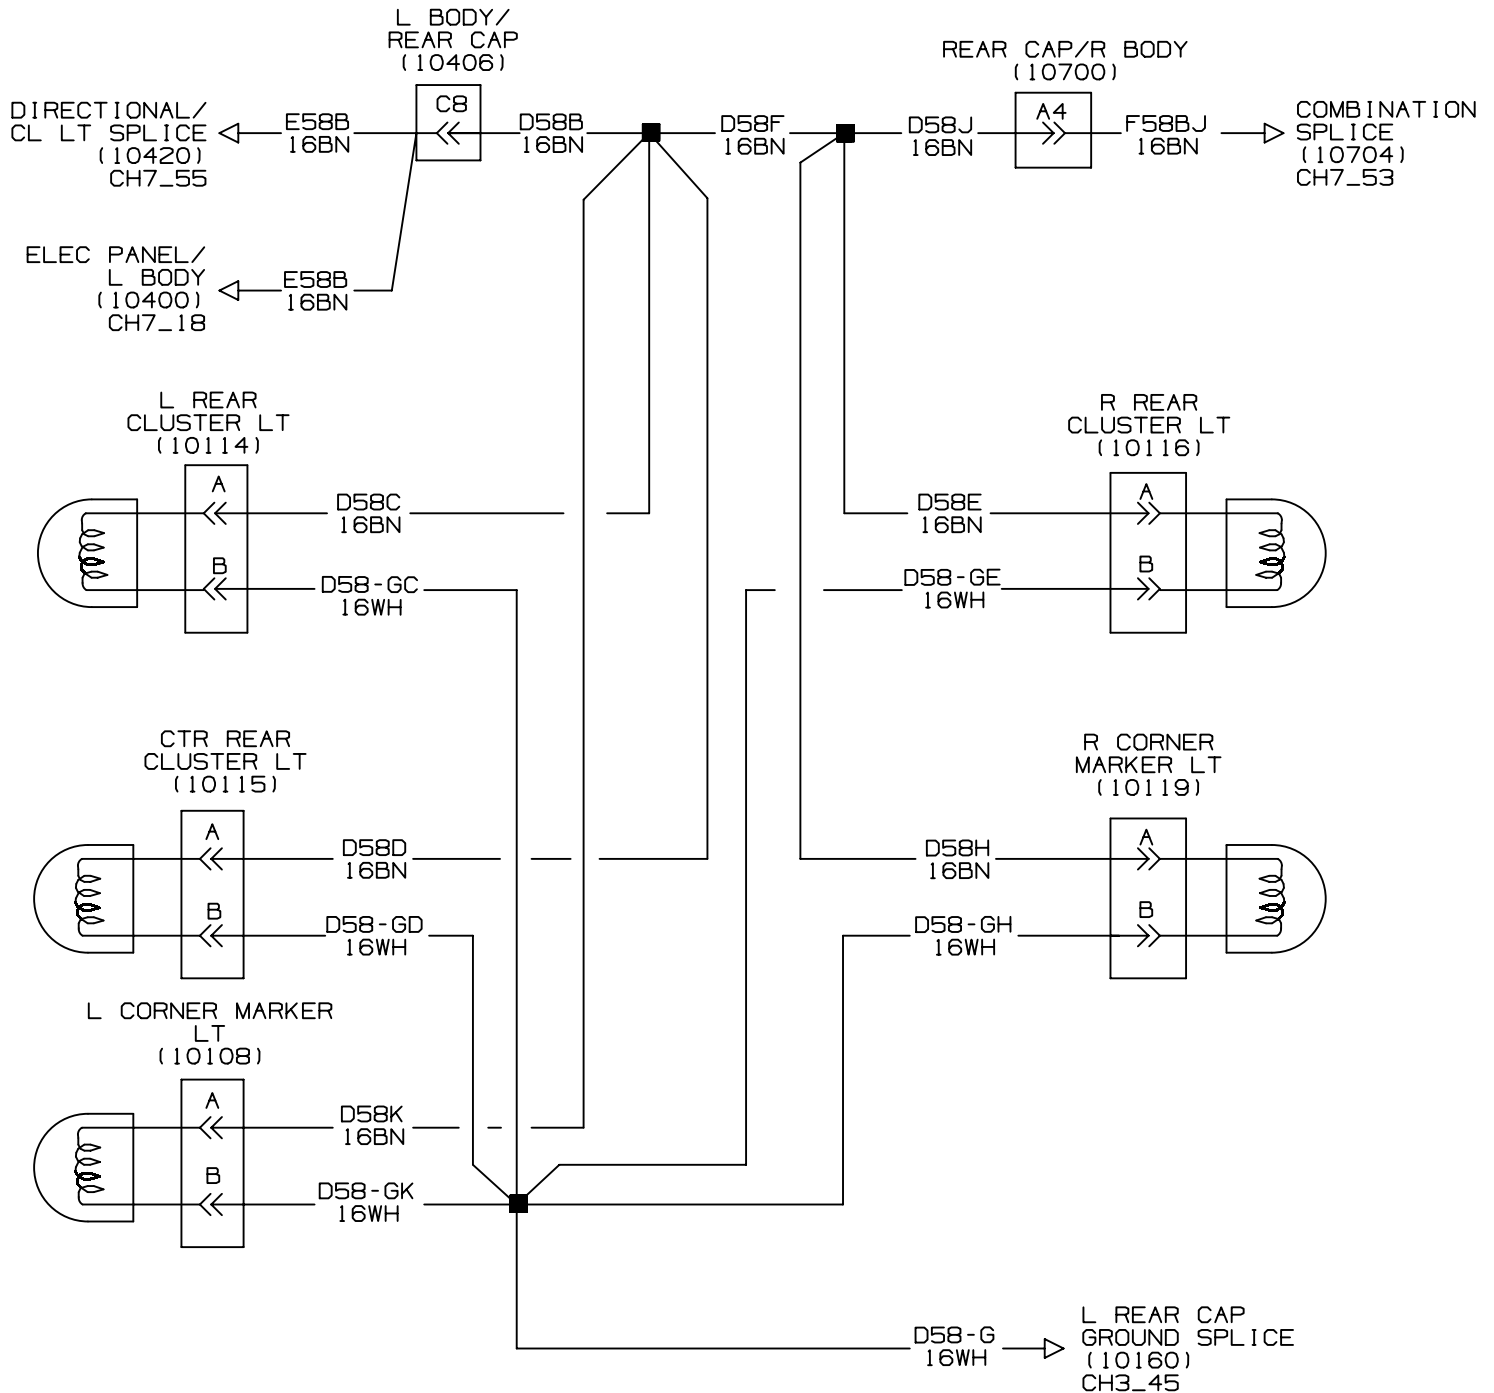 L BODY/
REAR CAP
(10406)
C8
REAR CAP/R BODY
(10700)
A4
DIRECTIONAL/
CL LT SPLICE
(10420)
CH7_55
E58B
16BN
D58B
16BN
D58F
16BN
D58J
16BN
F58BJ
16BN
COMBINATION
SPLICE
(10704)
CH7_53
ELEC PANEL/
L BODY
(10400)
CH7_18
E58B
16BN
L REAR
CLUSTER LT
(10114)
A
D58C
16BN
B
D58-GC
16WH
R REAR
CLUSTER LT
(10116)
D58E
16BN
A
D58-GE
16WH
B
CTR REAR
CLUSTER LT
(10115)
A
D58D
16BN
B
D58-GD
16WH
R CORNER
MARKER LT
(10119)
D58H
16BN
A
D58-GH
16WH
B
L CORNER MARKER
LT
(10108)
A
D58K
16BN
B
D58-GK
16WH
D58-G
16WH
L REAR CAP
GROUND SPLICE
(10160)
CH3_45